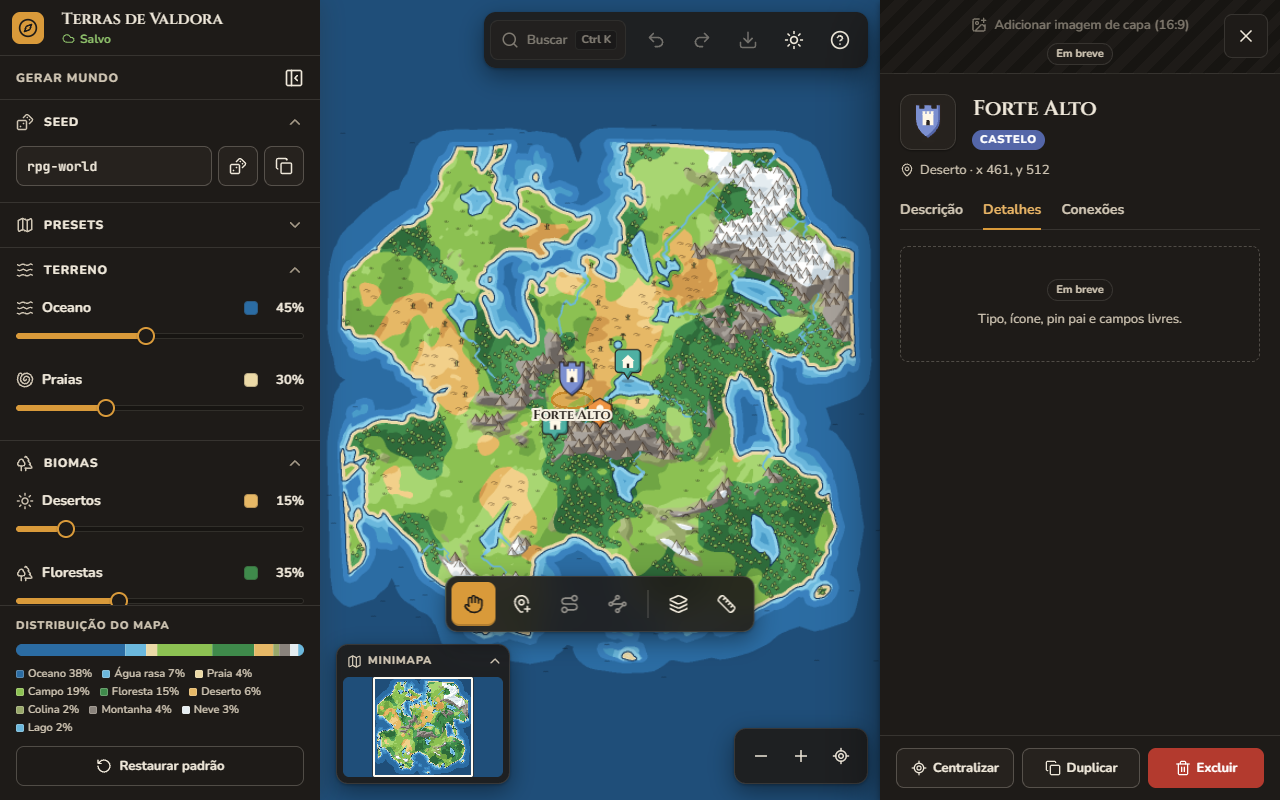 Terras de Valdora
Salvo
GERAR MUNDO
SEED
rpg-world
PRESETS
TERRENO
Oceano 45%
Praias 30%
BIOMAS
Desertos 15%
Florestas 35%
DISTRIBUIÇÃO DO MAPA
Oceano 38% Água rasa 7% Praia 4%
Campo 19% Floresta 15% Deserto 6%
Colina 2% Montanha 4% Neve 3%
Lago 2%
Restaurar padrão
Buscar Ctrl K
Forte Alto
MINIMAPA
Adicionar imagem de capa (16:9)
Em breve
Forte Alto
CASTELO
Deserto · x 461, y 512
Descrição Detalhes Conexões
Em breve
Tipo, ícone, pin pai e campos livres.
Centralizar Duplicar Excluir